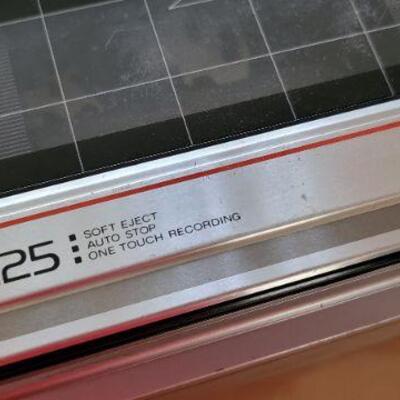 25
SOFT EJECT
AUTO STOP
ONE TOUCH RECORDING